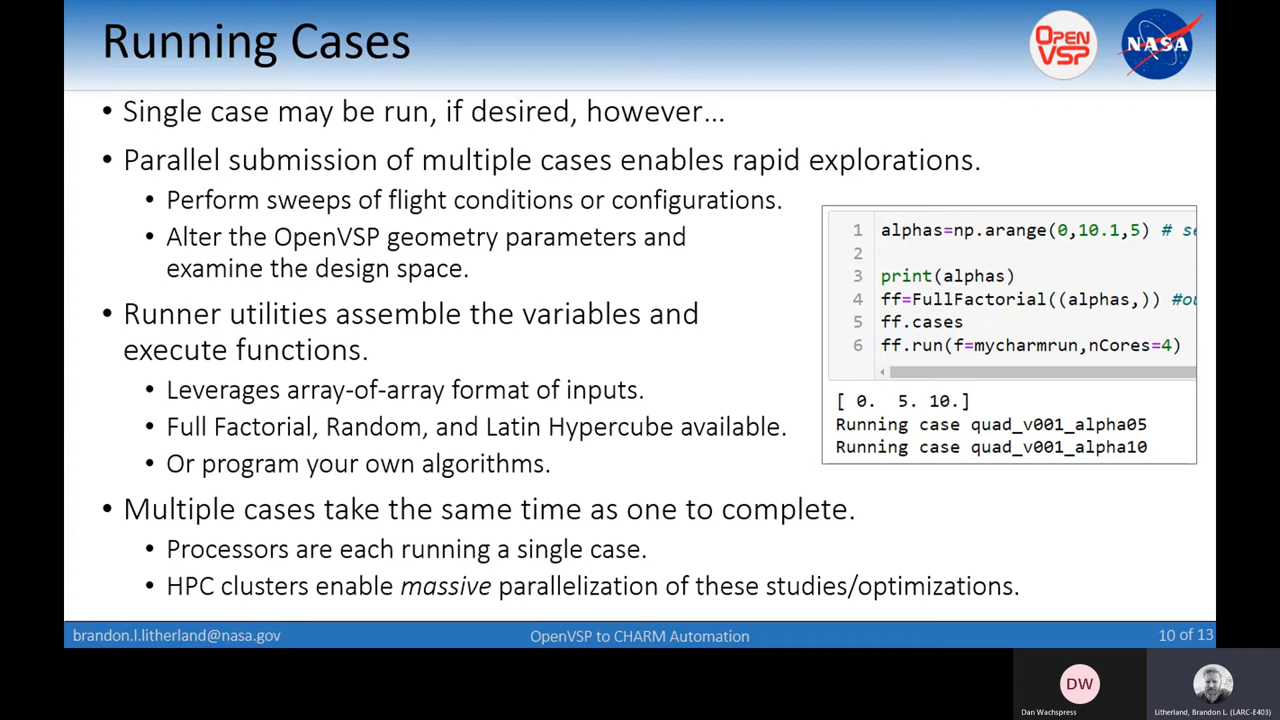 Running Cases
OPEN VSP
NASA
• Single case may be run, if desired, however…
• Parallel submission of multiple cases enables rapid explorations.
• Perform sweeps of flight conditions or configurations.
• Alter the OpenVSP geometry parameters and
examine the design space.
• Runner utilities assemble the variables and
execute functions.
• Leverages array-of-array format of inputs.
• Full Factorial, Random, and Latin Hypercube available.
• Or program your own algorithms.
• Multiple cases take the same time as one to complete.
• Processors are each running a single case.
• HPC clusters enable massive parallelization of these studies/optimizations.
1 alphas=np.arange(0,10.1,5) # se
2
3 print(alphas)
4 ff=FullFactorial((alphas,)) #ou
5 ff.cases
6 ff.run(f=mycharmrun,nCores=4)
[ 0. 5. 10.]
Running case quad_v001_alpha05
Running case quad_v001_alpha10
brandon.l.litherland@nasa.gov
OpenVSP to CHARM Automation
10 of 13
DW
Dan Wachspress
Litherland, Brandon L. (LARC-E403)